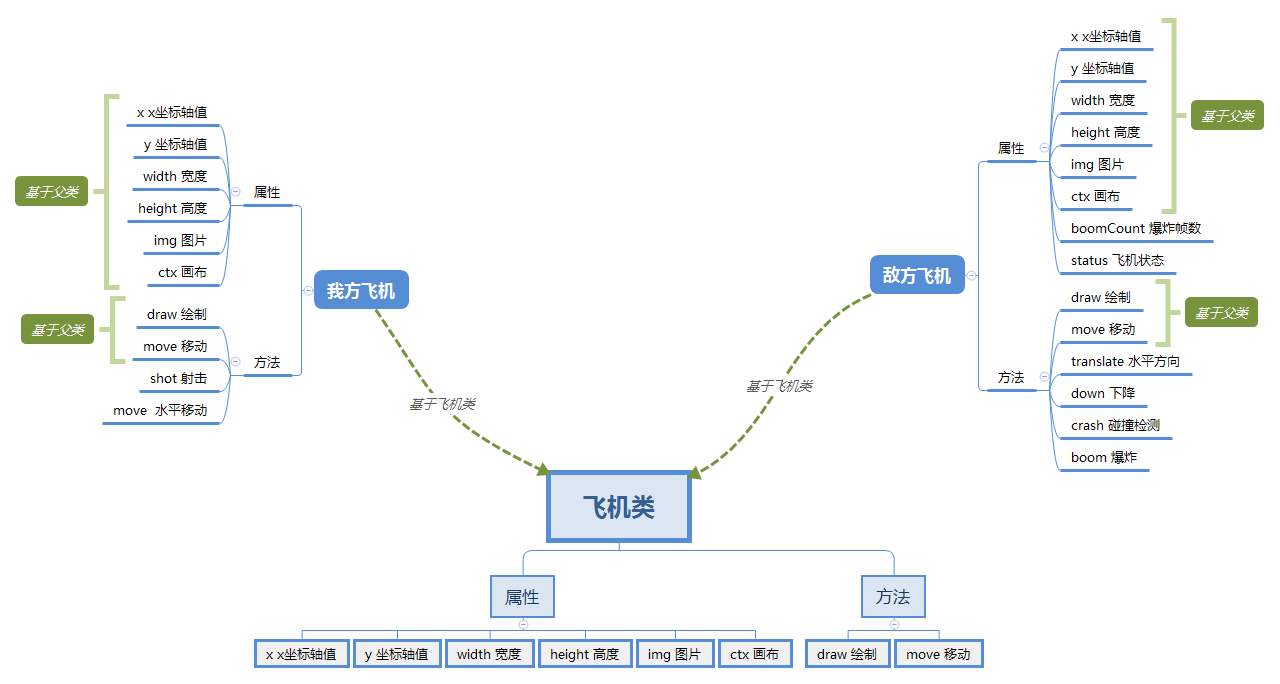 x x坐标轴值
y 坐标轴值
width 宽度
height 高度
img 图片
ctx 画布
基于父类
属性
draw 绘制
move 移动
shot 射击
move 水平移动
基于父类
方法
我方飞机
基于飞机类
x x坐标轴值
y 坐标轴值
width 宽度
height 高度
img 图片
ctx 画布
boomCount 爆炸帧数
status 飞机状态
基于父类
属性
draw 绘制
move 移动
translate 水平方向
down 下降
crash 碰撞检测
boom 爆炸
基于父类
方法
敌方飞机
基于飞机类
飞机类
属性
方法
x x坐标轴值
y 坐标轴值
width 宽度
height 高度
img 图片
ctx 画布
draw 绘制
move 移动